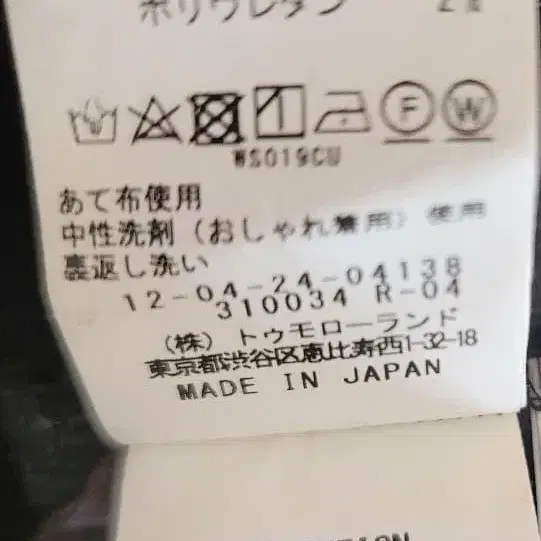 ポリウレタン 2%
F W
WS019CU
あて布使用
中性洗剤(おしゃれ着用)使用
裏返し洗い
12-04-24-04138
310034 R-04
(株)トゥモローランド
東京都渋谷区恵比寿西1-32-18
MADE IN JAPAN